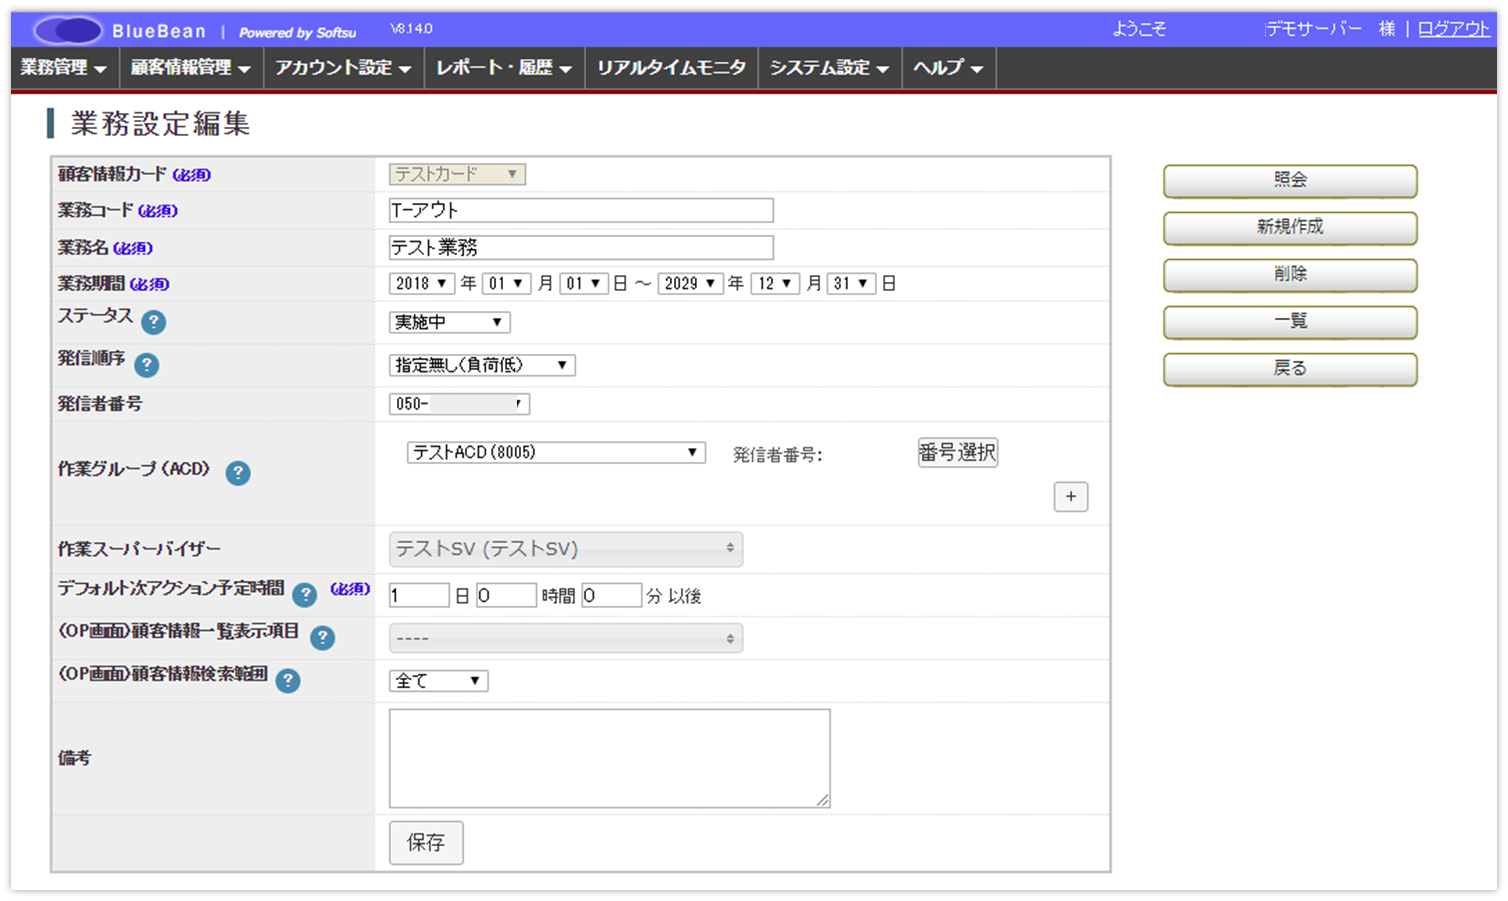 BlueBean | Powered by Softsu V8.14.0 ようこそ デモサーバー 様 | ログアウト
業務管理 顧客情報管理 アカウント設定 レポート・履歴 リアルタイムモニタ システム設定 ヘルプ
業務設定編集
顧客情報カード (必須) テストカード
業務コード (必須) T-アウト
業務名 (必須) テスト業務
業務期間 (必須) 2018 年 01 月 01 日 ～ 2029 年 12 月 31 日
ステータス ? 実施中
発信順序 ? 指定無し(負荷低)
発信者番号 050-
作業グループ(ACD) ? テストACD (8005) 発信者番号: 番号選択
+
作業スーパーバイザー テストSV (テストSV)
デフォルト次アクション予定時間 ? (必須) 1 日 0 時間 0 分 以後
(OP画面)顧客情報一覧表示項目 ? ----
(OP画面)顧客情報検索範囲 ? 全て
備考
保存
照会
新規作成
削除
一覧
戻る